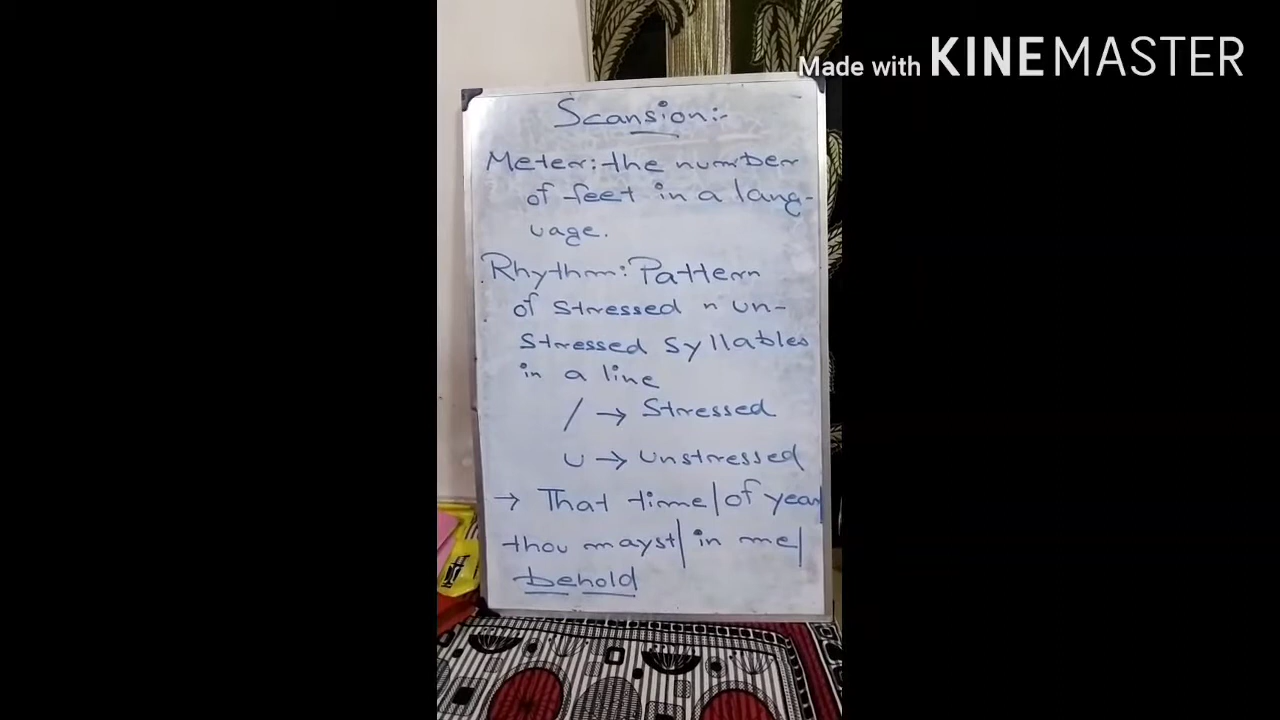 Made with KINEMASTER
Scansion:-
Meter: the number
of feet in a lang-
uage.
Rhythm: Pattern
of stressed n un-
stressed syllables
in a line
/ → Stressed
U → Unstressed
→ That time | of year |
thou mayst | in me |
behold